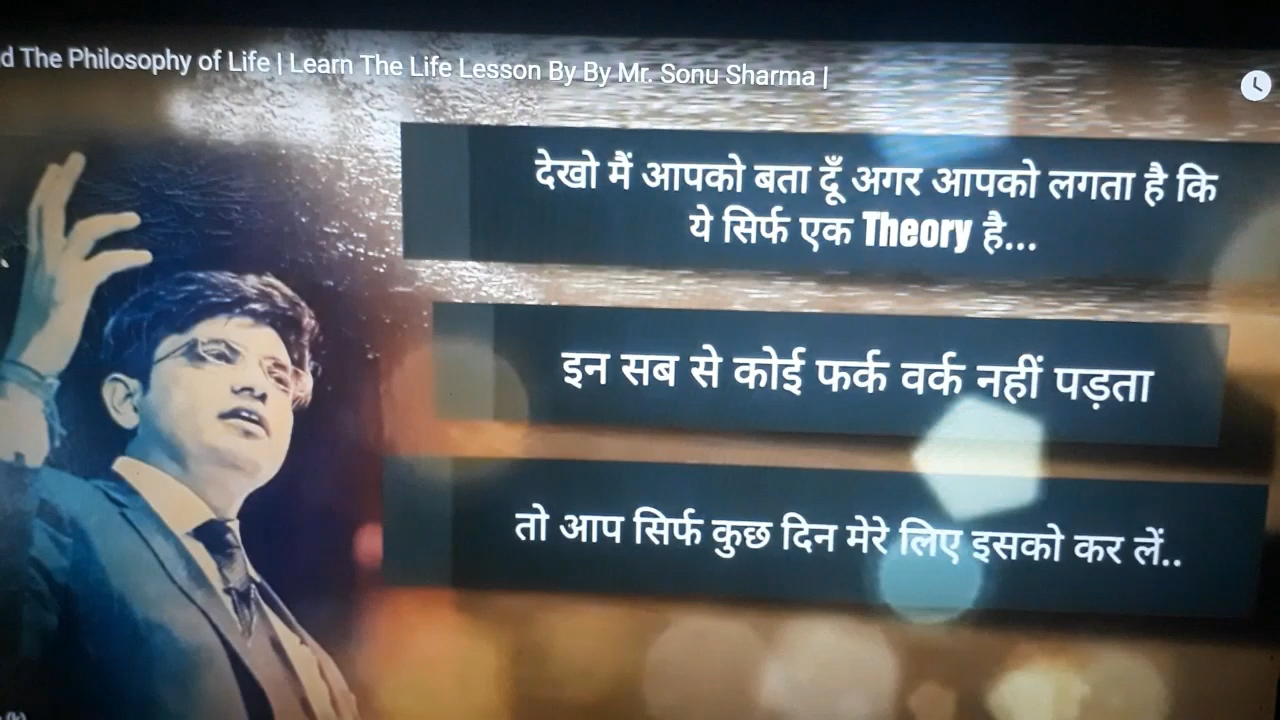 d The Philosophy of Life | Learn The Life Lesson By By Mr. Sonu Sharma |
देखो मैं आपको बता दूँ अगर आपको लगता है कि
ये सिर्फ एक Theory है...
इन सब से कोई फर्क वर्क नहीं पड़ता
तो आप सिर्फ कुछ दिन मेरे लिए इसको कर लें..